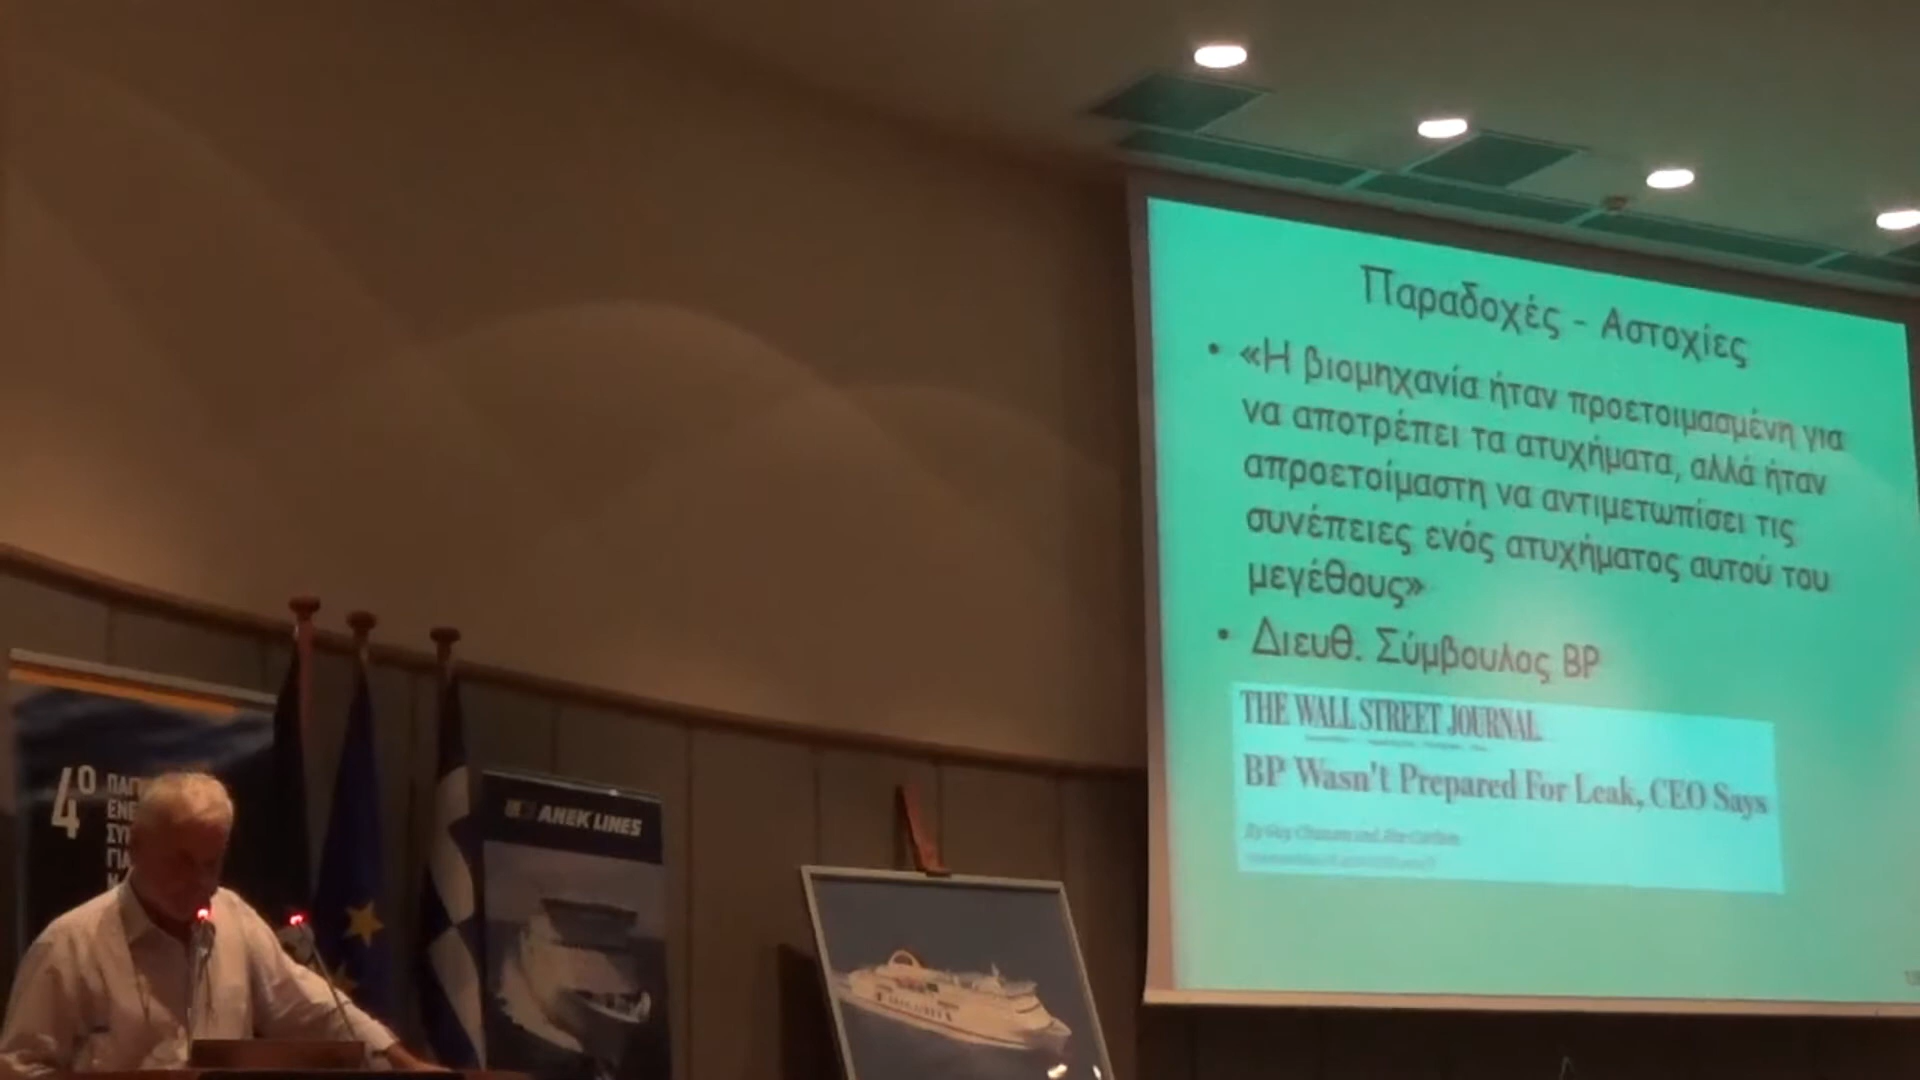 Παραδοχές - Αστοχίες
• «Η βιομηχανία ήταν προετοιμασμένη για
να αποτρέπει τα ατυχήματα, αλλά ήταν
απροετοίμαστη να αντιμετωπίσει τις
συνέπειες ενός ατυχήματος αυτού του
μεγέθους»
• Διευθ. Σύμβουλος BP
THE WALL STREET JOURNAL.
BP Wasn't Prepared For Leak, CEO Says
4ο
ANEK LINES